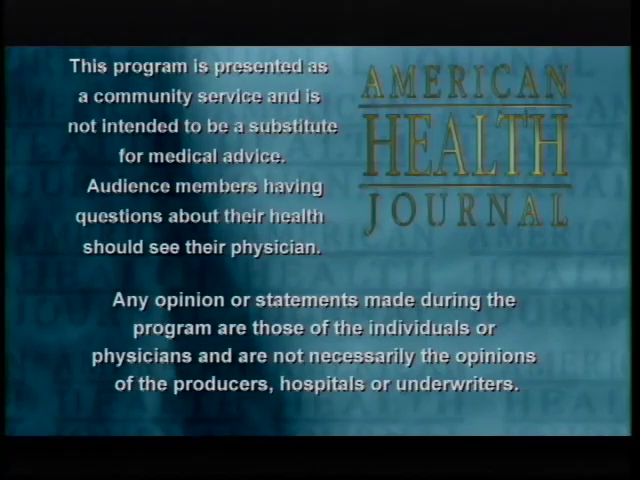 This program is presented as
a community service and is
not intended to be a substitute
for medical advice.
Audience members having
questions about their health
should see their physician.
AMERICAN
HEALTH
JOURNAL
Any opinion or statements made during the
program are those of the individuals or
physicians and are not necessarily the opinions
of the producers, hospitals or underwriters.